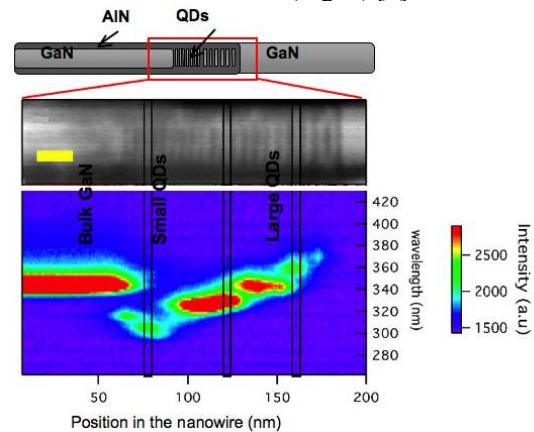 AlN QDs
GaN GaN
Bulk GaN
Small QDs
Large QDs
420
400
380
360
340
320
300
280
wavelength (nm)
2500
2000
1500
Intensity (a.u)
50 100 150 200
Position in the nanowire (nm)